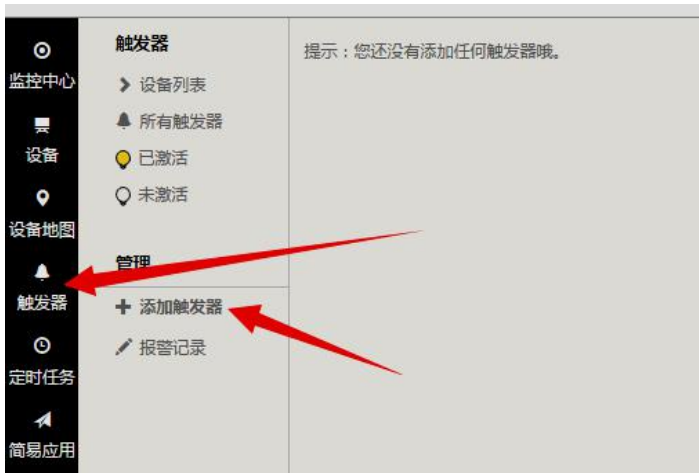 监控中心
设备
设备地图
触发器
定时任务
简易应用
触发器
设备列表
所有触发器
已激活
未激活
管理
添加触发器
报警记录
提示：您还没有添加任何触发器哦。